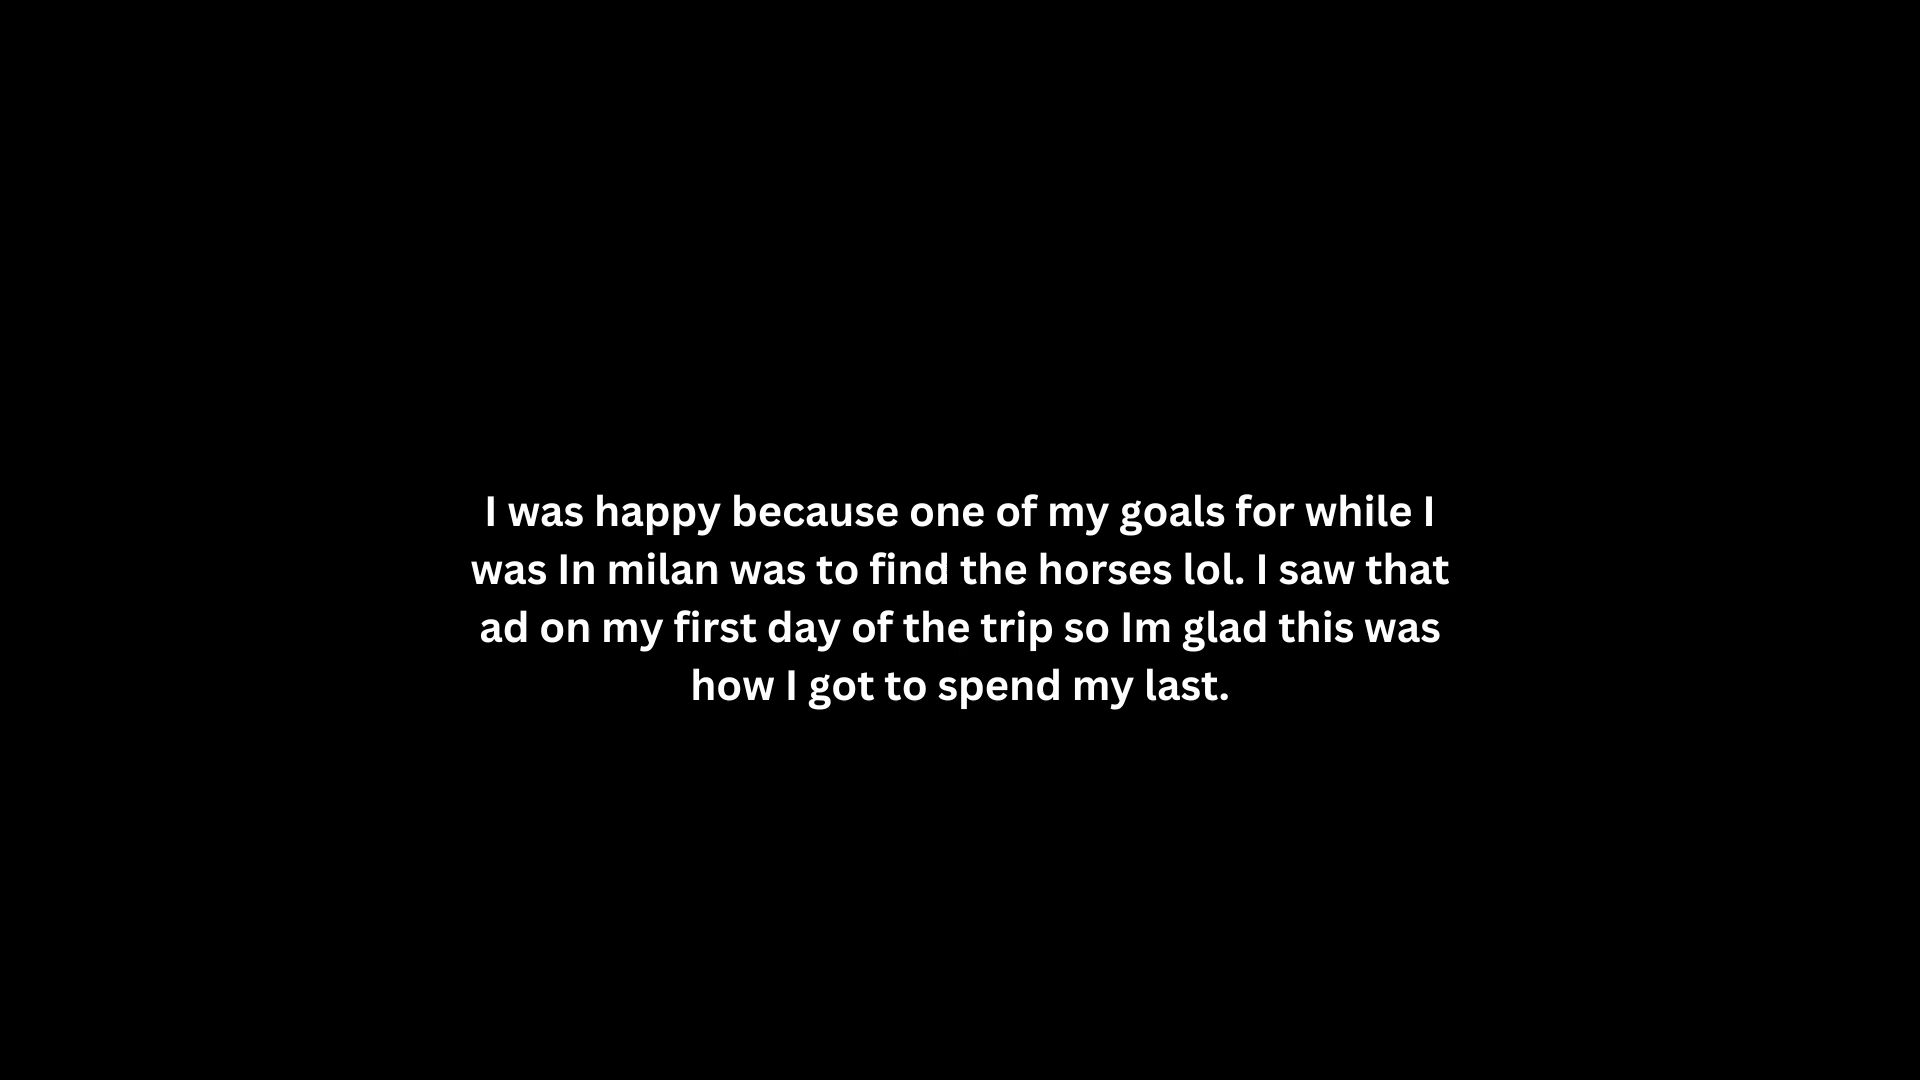 I was happy because one of my goals for while I
was In milan was to find the horses lol. I saw that
ad on my first day of the trip so Im glad this was
how I got to spend my last.